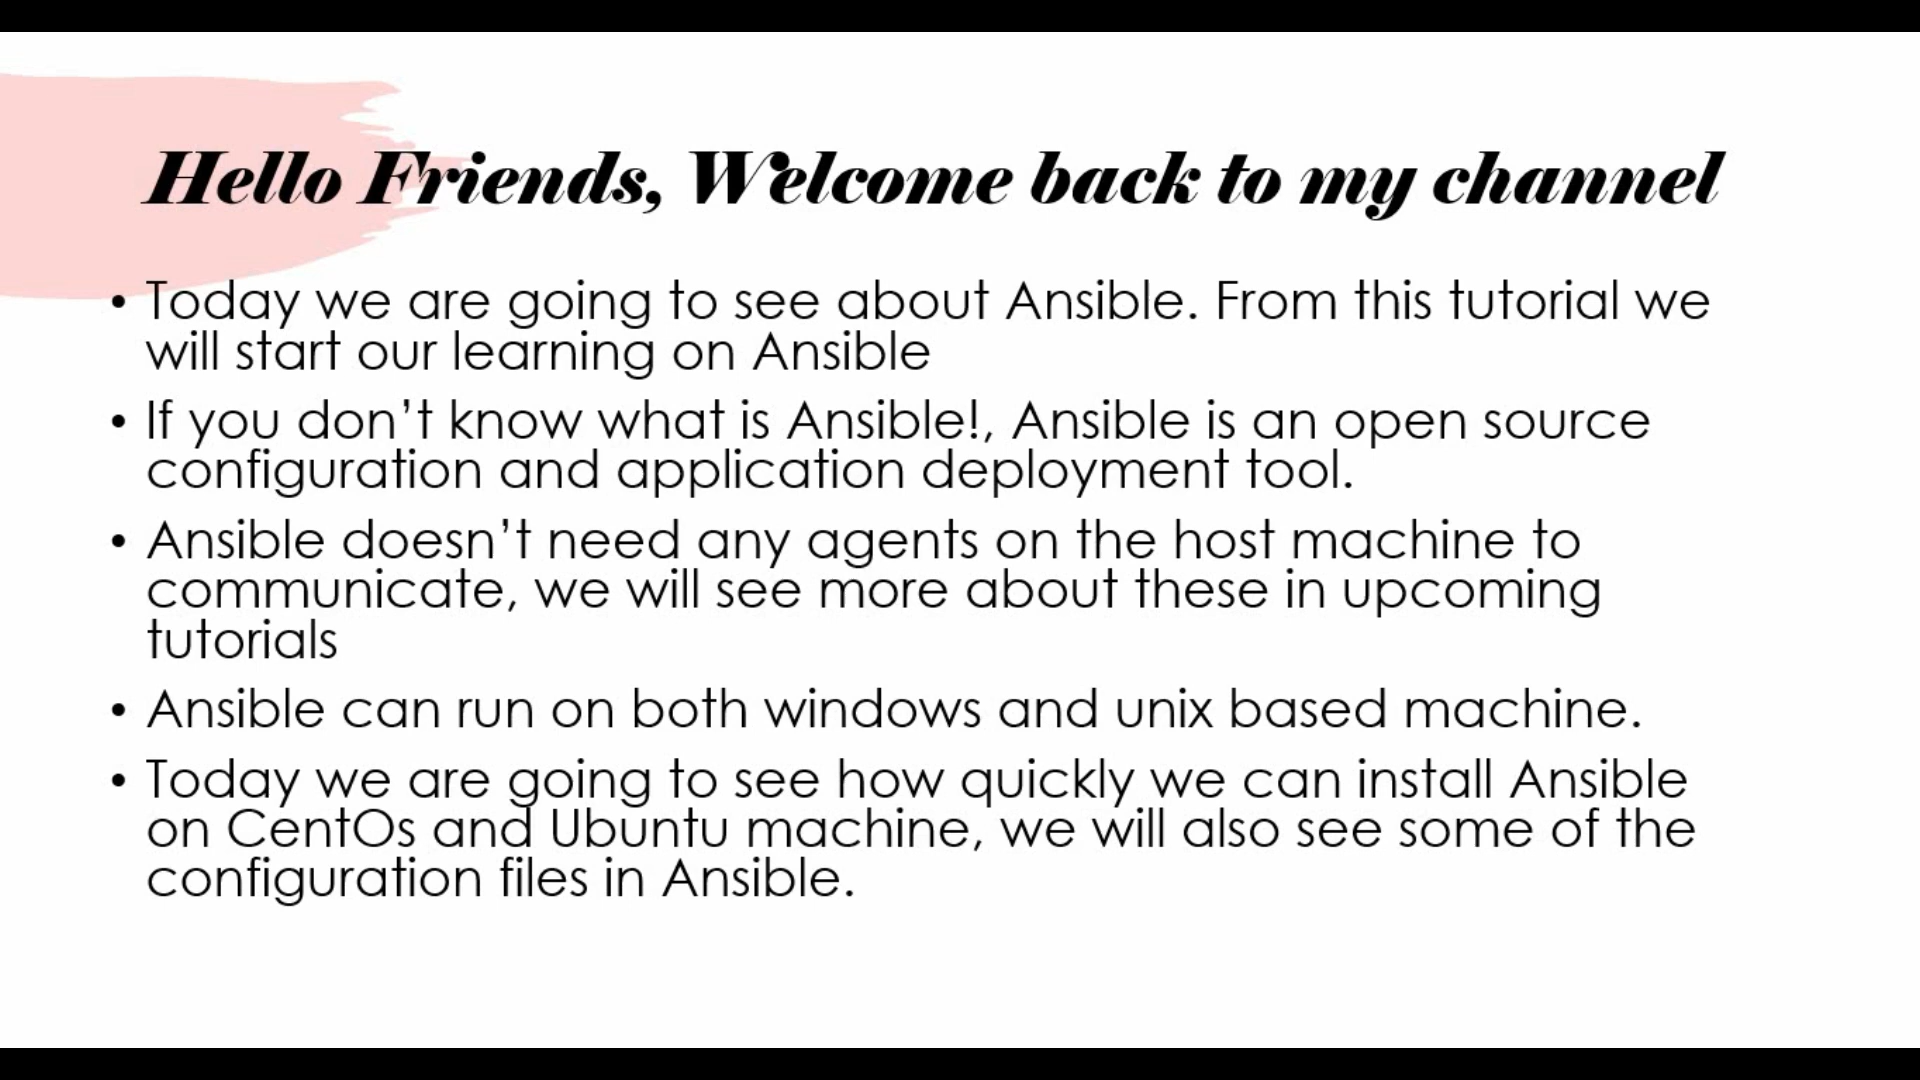 Hello Friends, Welcome back to my channel
• Today we are going to see about Ansible. From this tutorial we
will start our learning on Ansible
• If you don’t know what is Ansible!, Ansible is an open source
configuration and application deployment tool.
• Ansible doesn’t need any agents on the host machine to
communicate, we will see more about these in upcoming
tutorials
• Ansible can run on both windows and unix based machine.
• Today we are going to see how quickly we can install Ansible
on CentOs and Ubuntu machine, we will also see some of the
configuration files in Ansible.